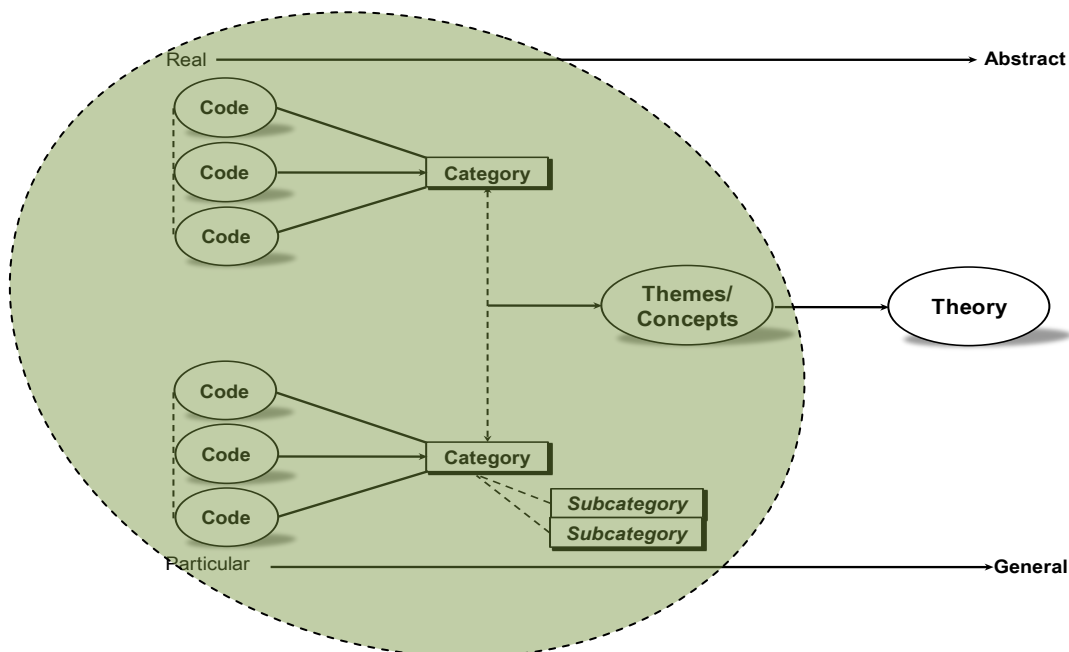 Real
Abstract
Code
Code
Category
Code
Themes/
Concepts
Theory
Code
Code
Category
Subcategory
Code
Subcategory
Particular
General